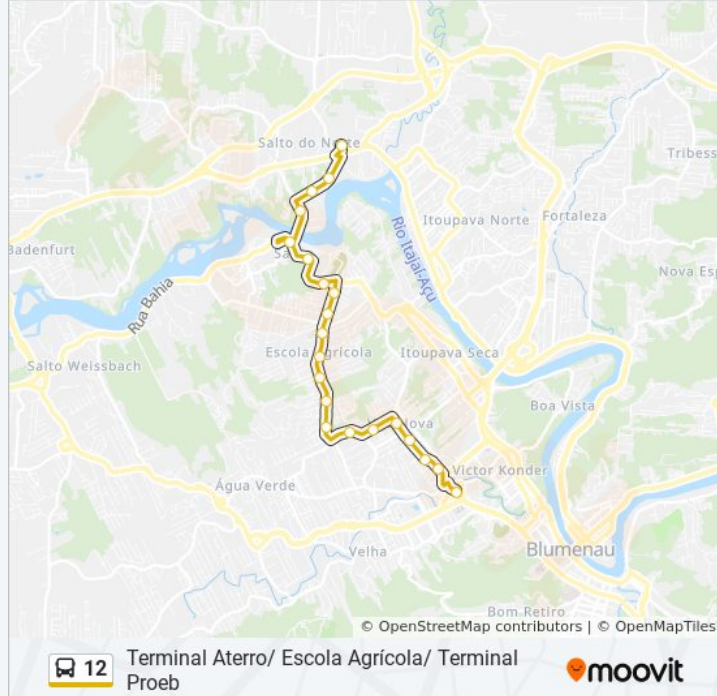 Salto do Norte
Tribess
Itoupava Norte
Fortaleza
Badenfurt
Rio Itajaí-Açu
Nova Esp
Rua Bahia
Escola Agrícola
Itoupava Seca
Salto Weissbach
Boa Vista
ova
Victor Konder
Água Verde
Velha
Blumenau
Bom Retiro
© OpenStreetMap contributors | © OpenMapTiles
12
Terminal Aterro/ Escola Agrícola/ Terminal
Proeb
moovit